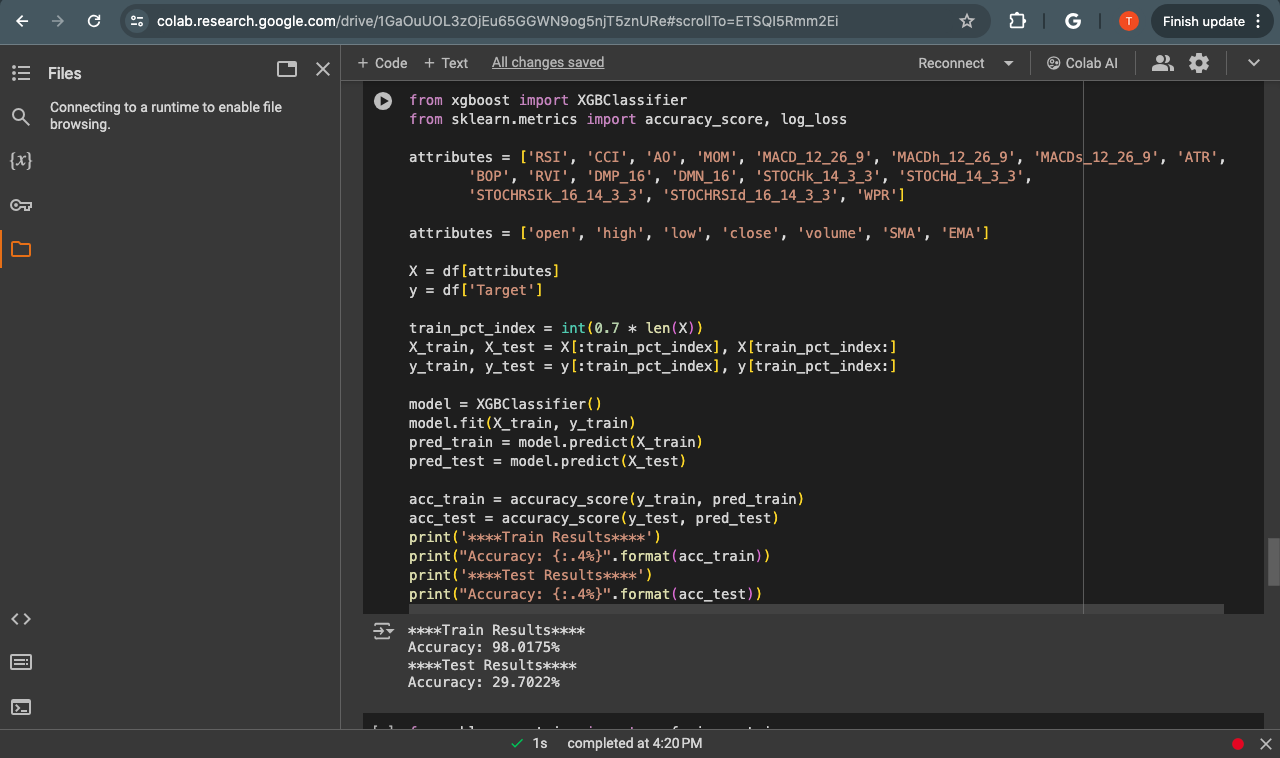 colab.research.google.com/drive/1GaOuUOL3zOjEu65GGWN9og5njT5znURe#scrollTo=ETSQI5Rmm2Ei
G
T
Finish update
Files
+ Code + Text All changes saved
Reconnect
Colab AI
Connecting to a runtime to enable file
browsing.
{x}
from xgboost import XGBClassifier
from sklearn.metrics import accuracy_score, log_loss
attributes = ['RSI', 'CCI', 'AO', 'MOM', 'MACD_12_26_9', 'MACDh_12_26_9', 'MACDs_12_26_9', 'ATR',
'BOP', 'RVI', 'DMP_16', 'DMN_16', 'STOCHk_14_3_3', 'STOCHd_14_3_3',
'STOCHRSIk_16_14_3_3', 'STOCHRSId_16_14_3_3', 'WPR']
attributes = ['open', 'high', 'low', 'close', 'volume', 'SMA', 'EMA']
X = df[attributes]
y = df['Target']
train_pct_index = int(0.7 * len(X))
X_train, X_test = X[:train_pct_index], X[train_pct_index:]
y_train, y_test = y[:train_pct_index], y[train_pct_index:]
model = XGBClassifier()
model.fit(X_train, y_train)
pred_train = model.predict(X_train)
pred_test = model.predict(X_test)
acc_train = accuracy_score(y_train, pred_train)
acc_test = accuracy_score(y_test, pred_test)
print('****Train Results****')
print("Accuracy: {:.4%}".format(acc_train))
print('****Test Results****')
print("Accuracy: {:.4%}".format(acc_test))
****Train Results****
Accuracy: 98.0175%
****Test Results****
Accuracy: 29.7022%
1s completed at 4:20 PM